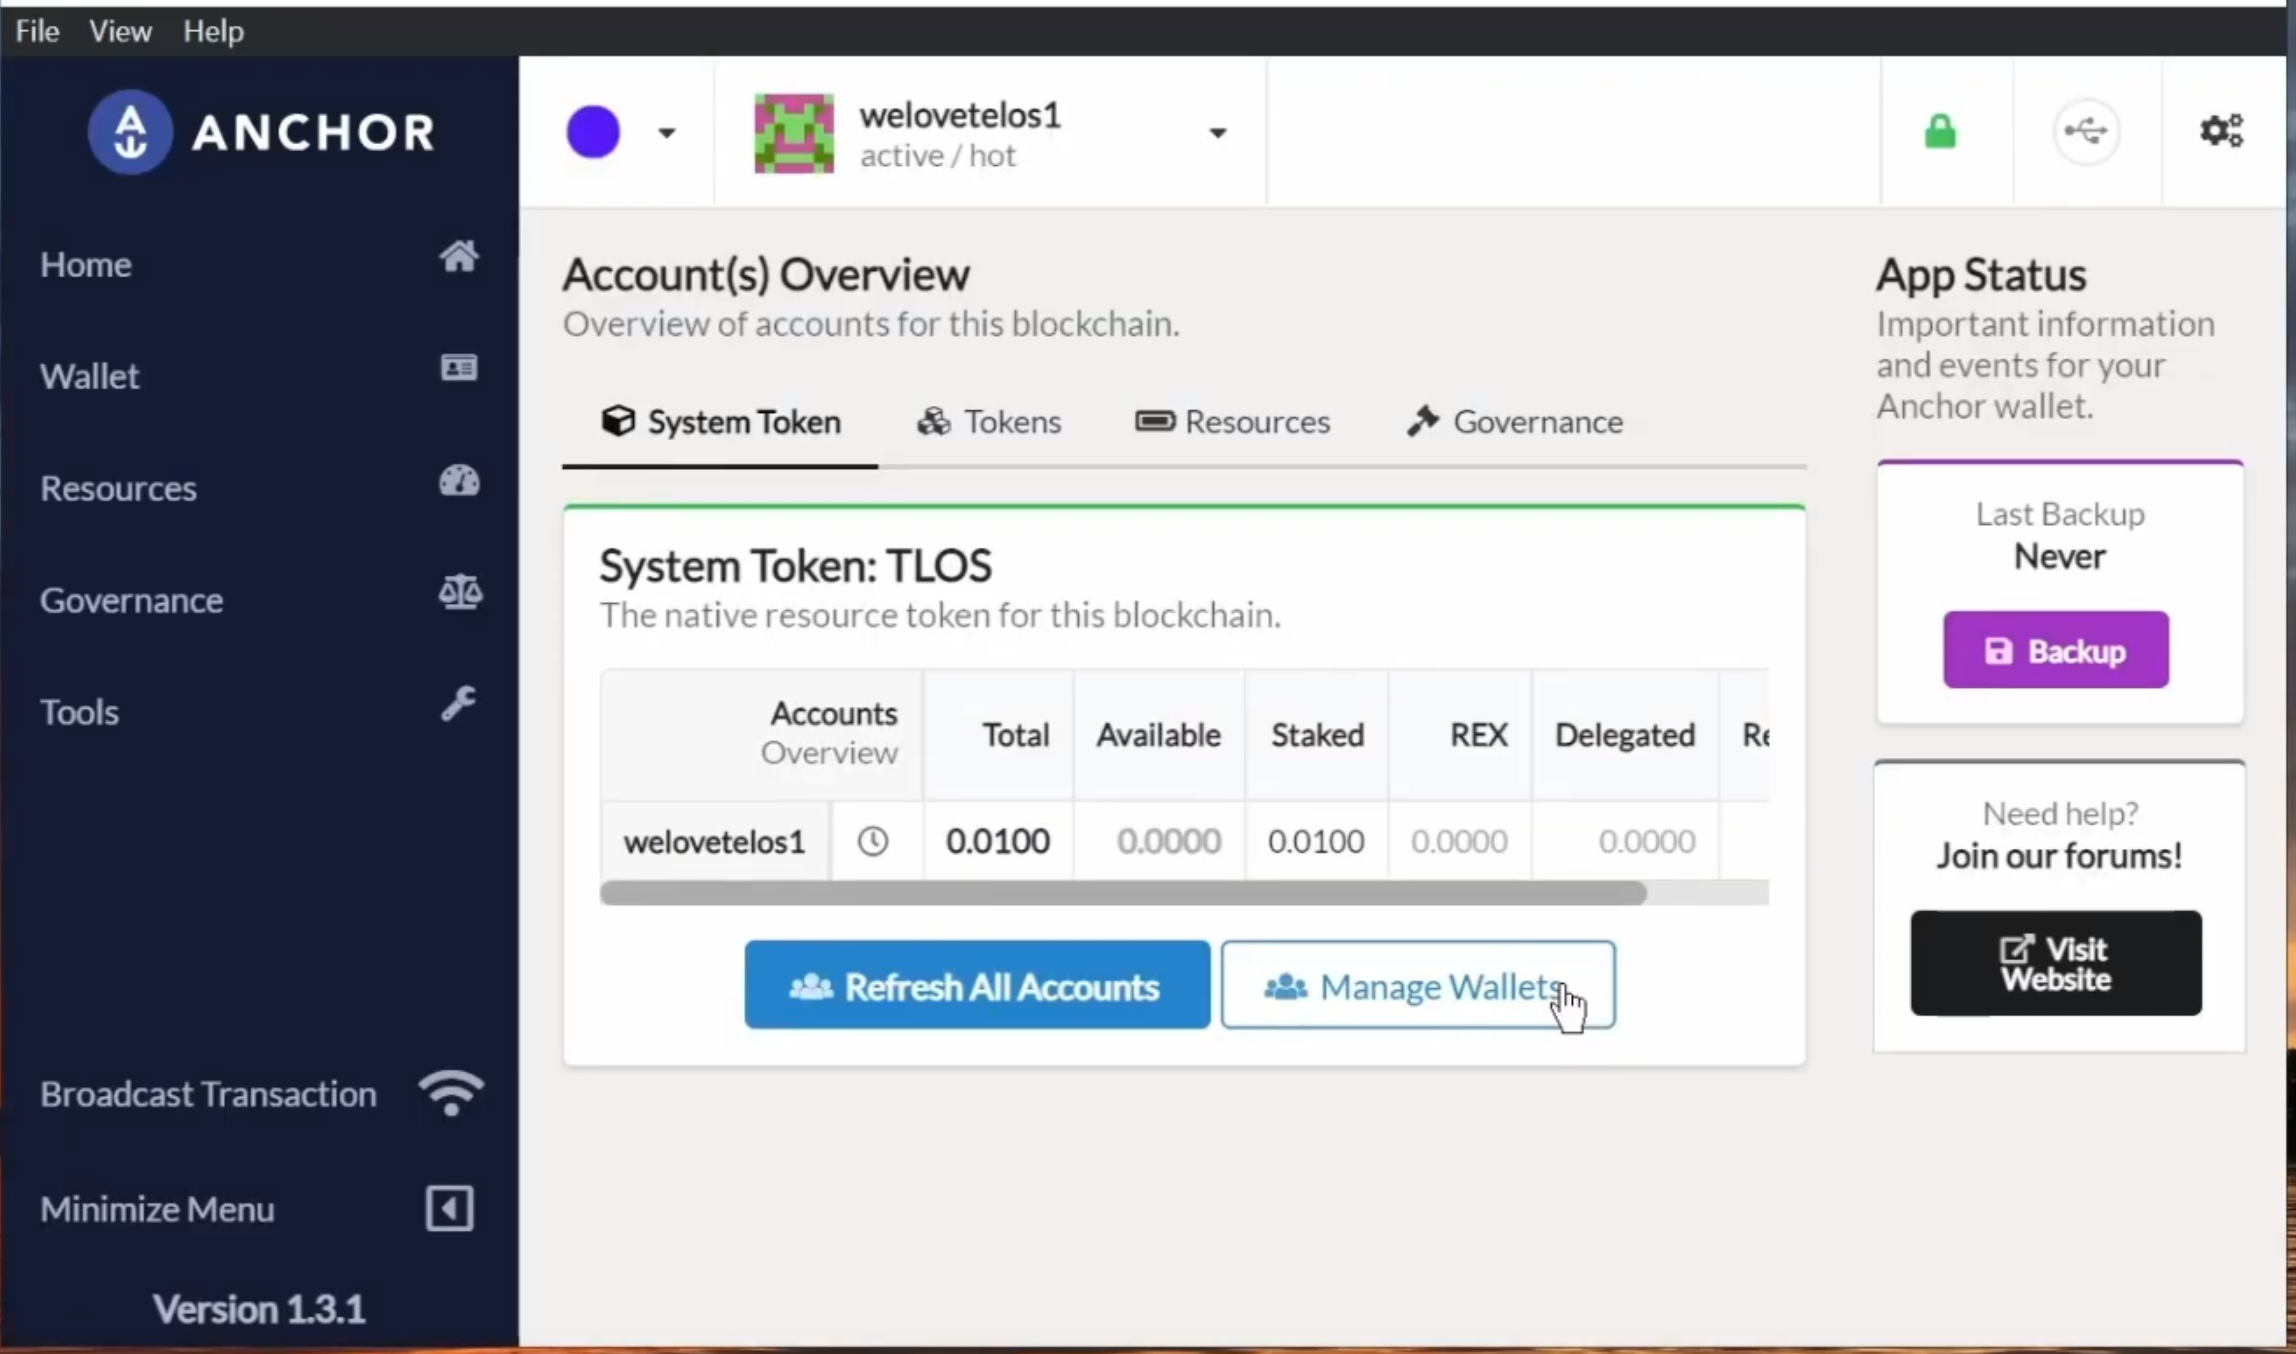 File View Help
ANCHOR
welovetelos1
active / hot
Home
Wallet
Resources
Governance
Tools
Broadcast Transaction
Minimize Menu
Version 1.3.1
Account(s) Overview
Overview of accounts for this blockchain.
System Token Tokens Resources Governance
System Token: TLOS
The native resource token for this blockchain.
Accounts
Overview
Total Available Staked REX Delegated Re
welovetelos1 0.0100 0.0000 0.0100 0.0000 0.0000
Refresh All Accounts Manage Wallets
App Status
Important information
and events for your
Anchor wallet.
Last Backup
Never
Backup
Need help?
Join our forums!
Visit
Website